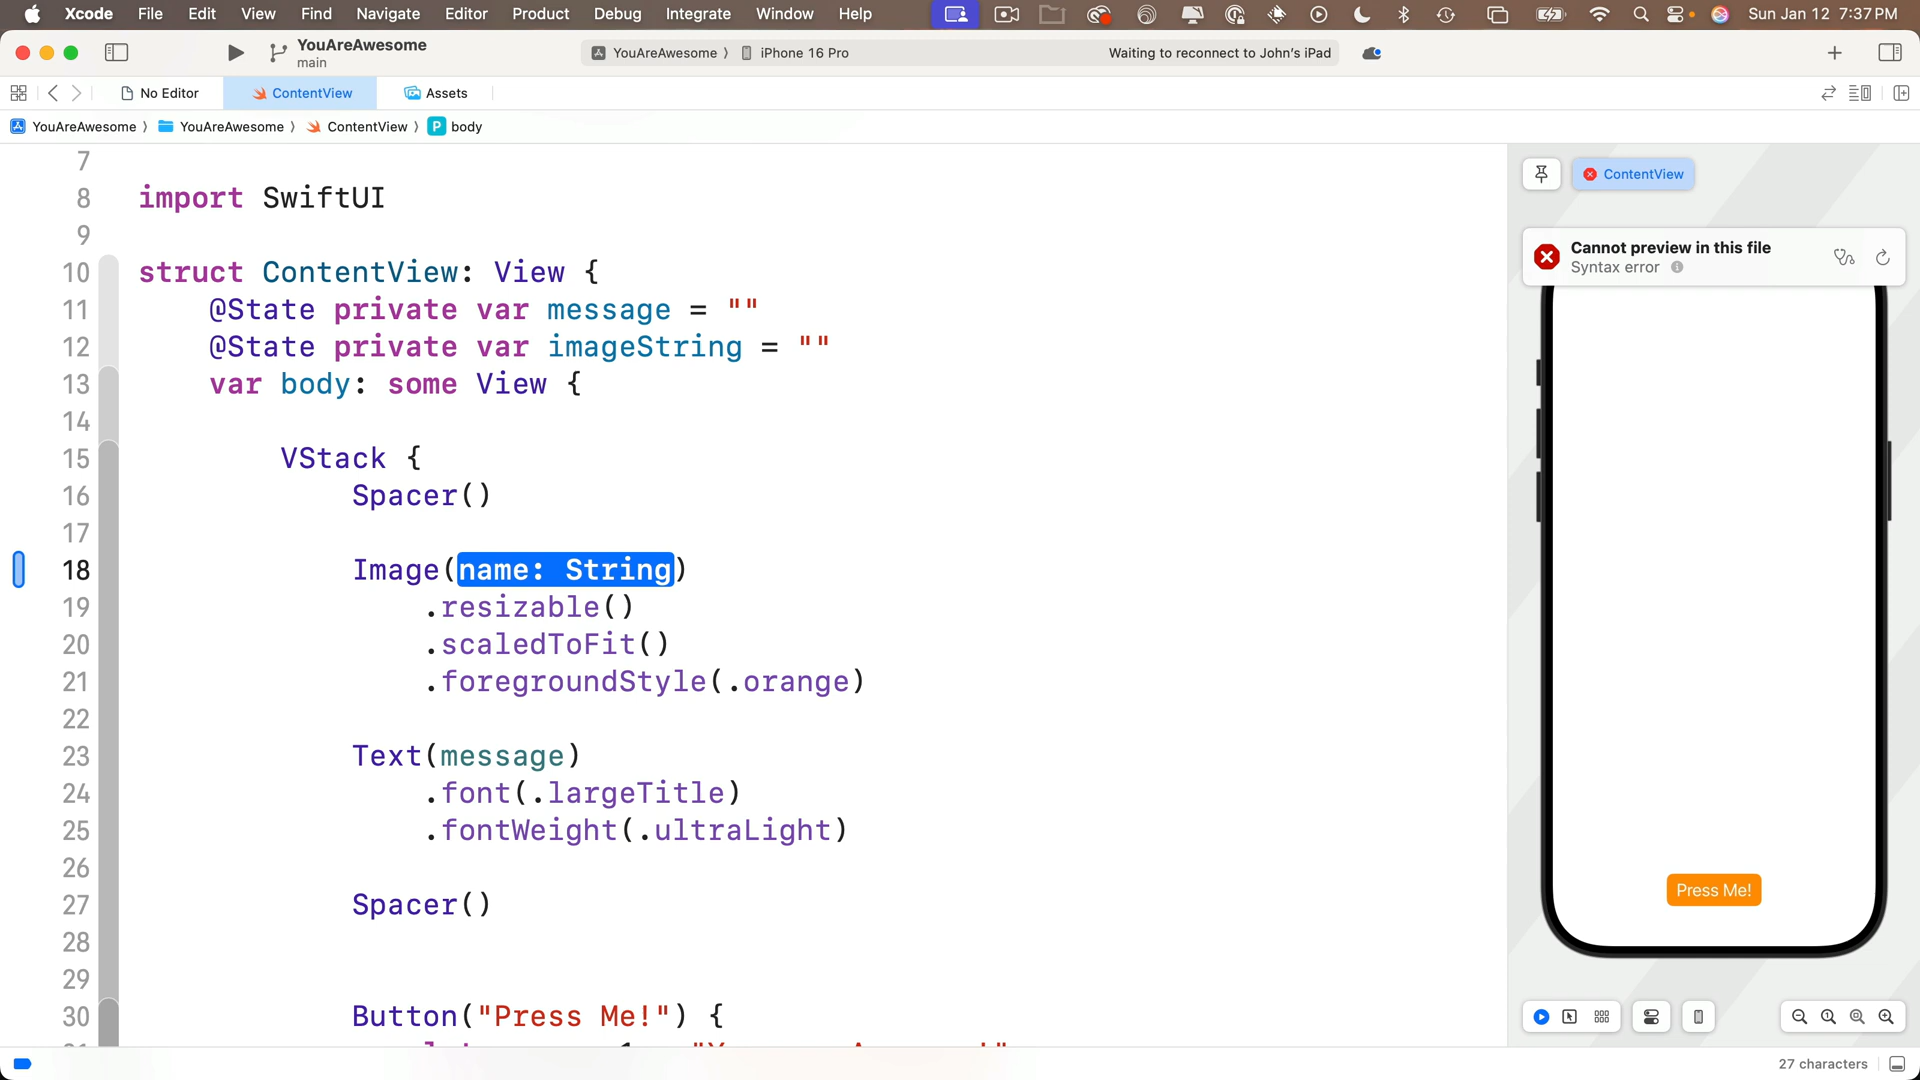 Xcode File Edit View Find Navigate Editor Product Debug Integrate Window Help Sun Jan 12 7:37 PM
YouAreAwesome
main
YouAreAwesome 〉 iPhone 16 Pro Waiting to reconnect to John's iPad
No Editor ContentView Assets
YouAreAwesome 〉 YouAreAwesome 〉 ContentView 〉 P body
7
8 import SwiftUI
9
10 struct ContentView: View {
11 @State private var message = ""
12 @State private var imageString = ""
13 var body: some View {
14
15 VStack {
16 Spacer()
17
18 Image(name: String)
19 .resizable()
20 .scaledToFit()
21 .foregroundStyle(.orange)
22
23 Text(message)
24 .font(.largeTitle)
25 .fontWeight(.ultraLight)
26
27 Spacer()
28
29
30 Button("Press Me!") {
ContentView
Cannot preview in this file
Syntax error
Press Me!
27 characters